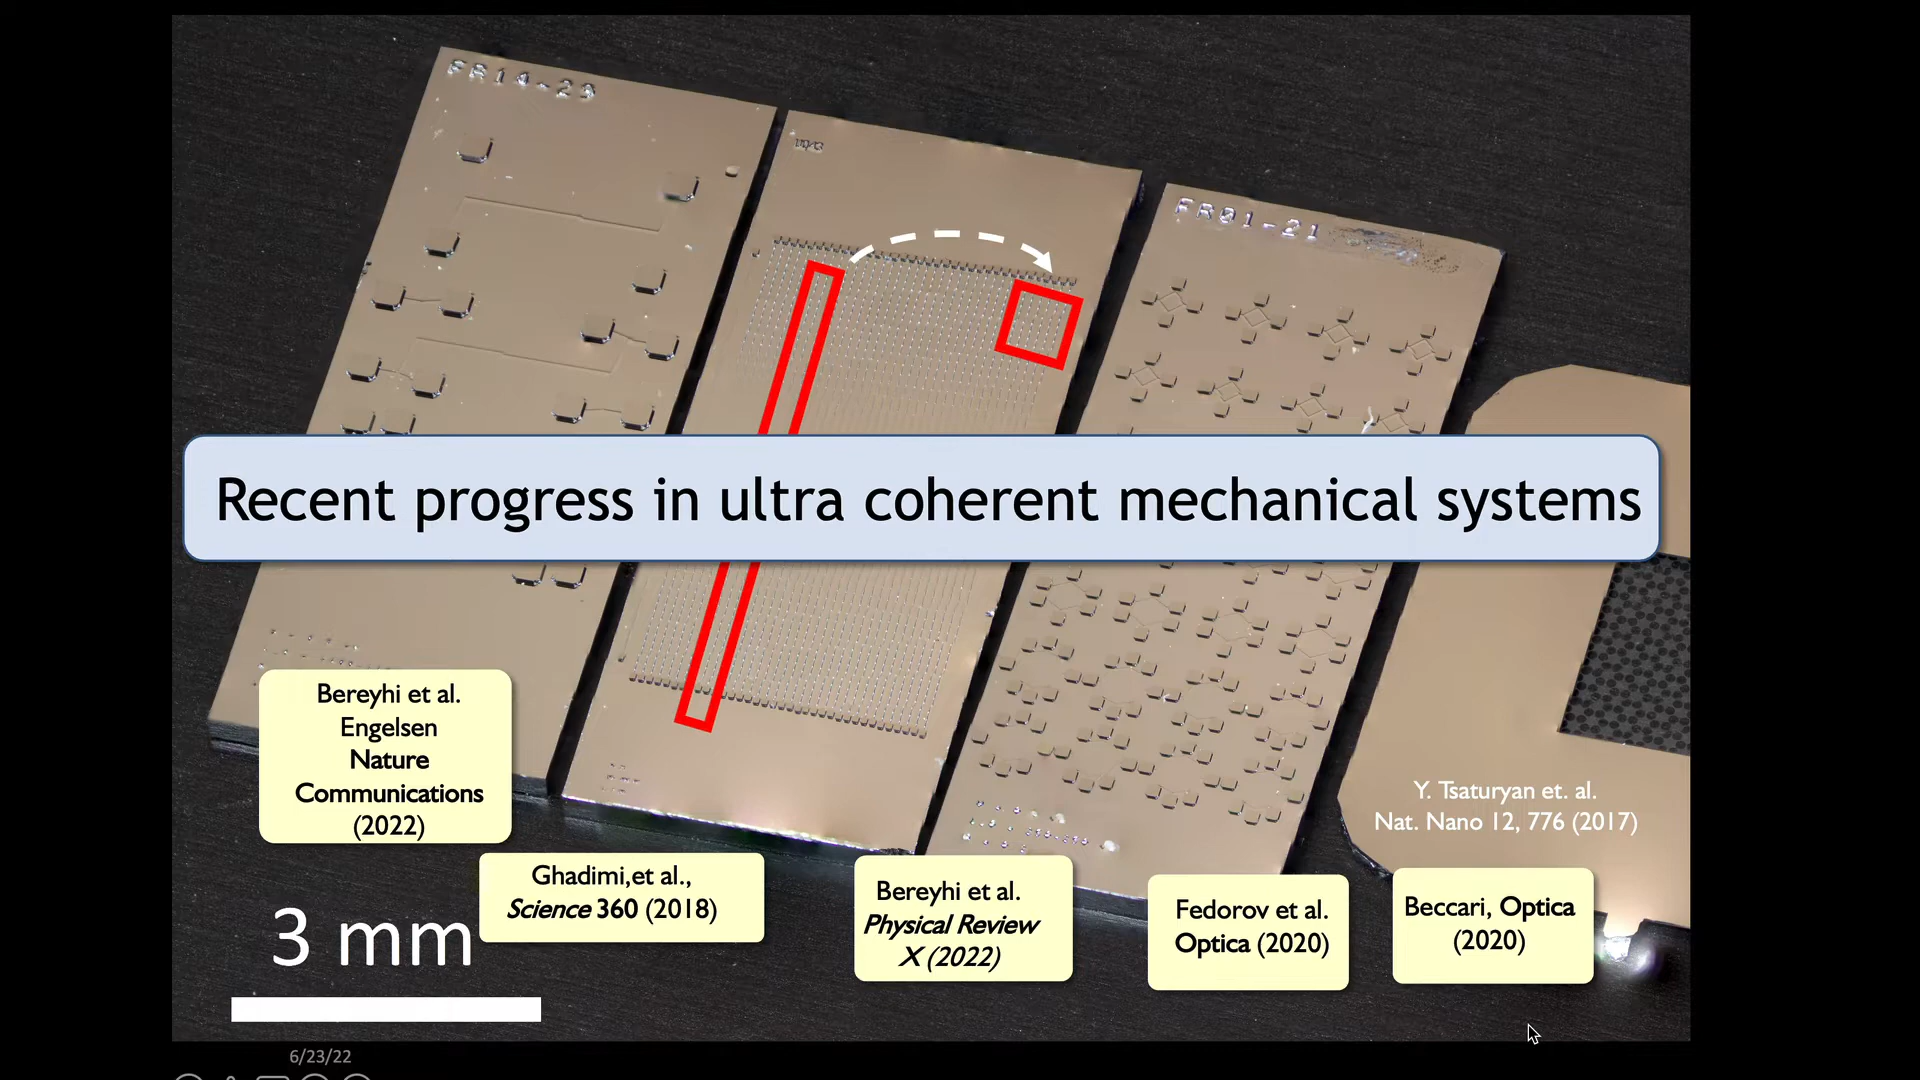 FR14-23
FR01-21
Recent progress in ultra coherent mechanical systems
Bereyhi et al.
Engelsen
Nature
Communications
(2022)
Ghadimi,et al.,
Science 360 (2018)
Bereyhi et al.
Physical Review
X (2022)
Fedorov et al.
Optica (2020)
Y. Tsaturyan et. al.
Nat. Nano 12, 776 (2017)
Beccari, Optica
(2020)
3 mm
6/23/22